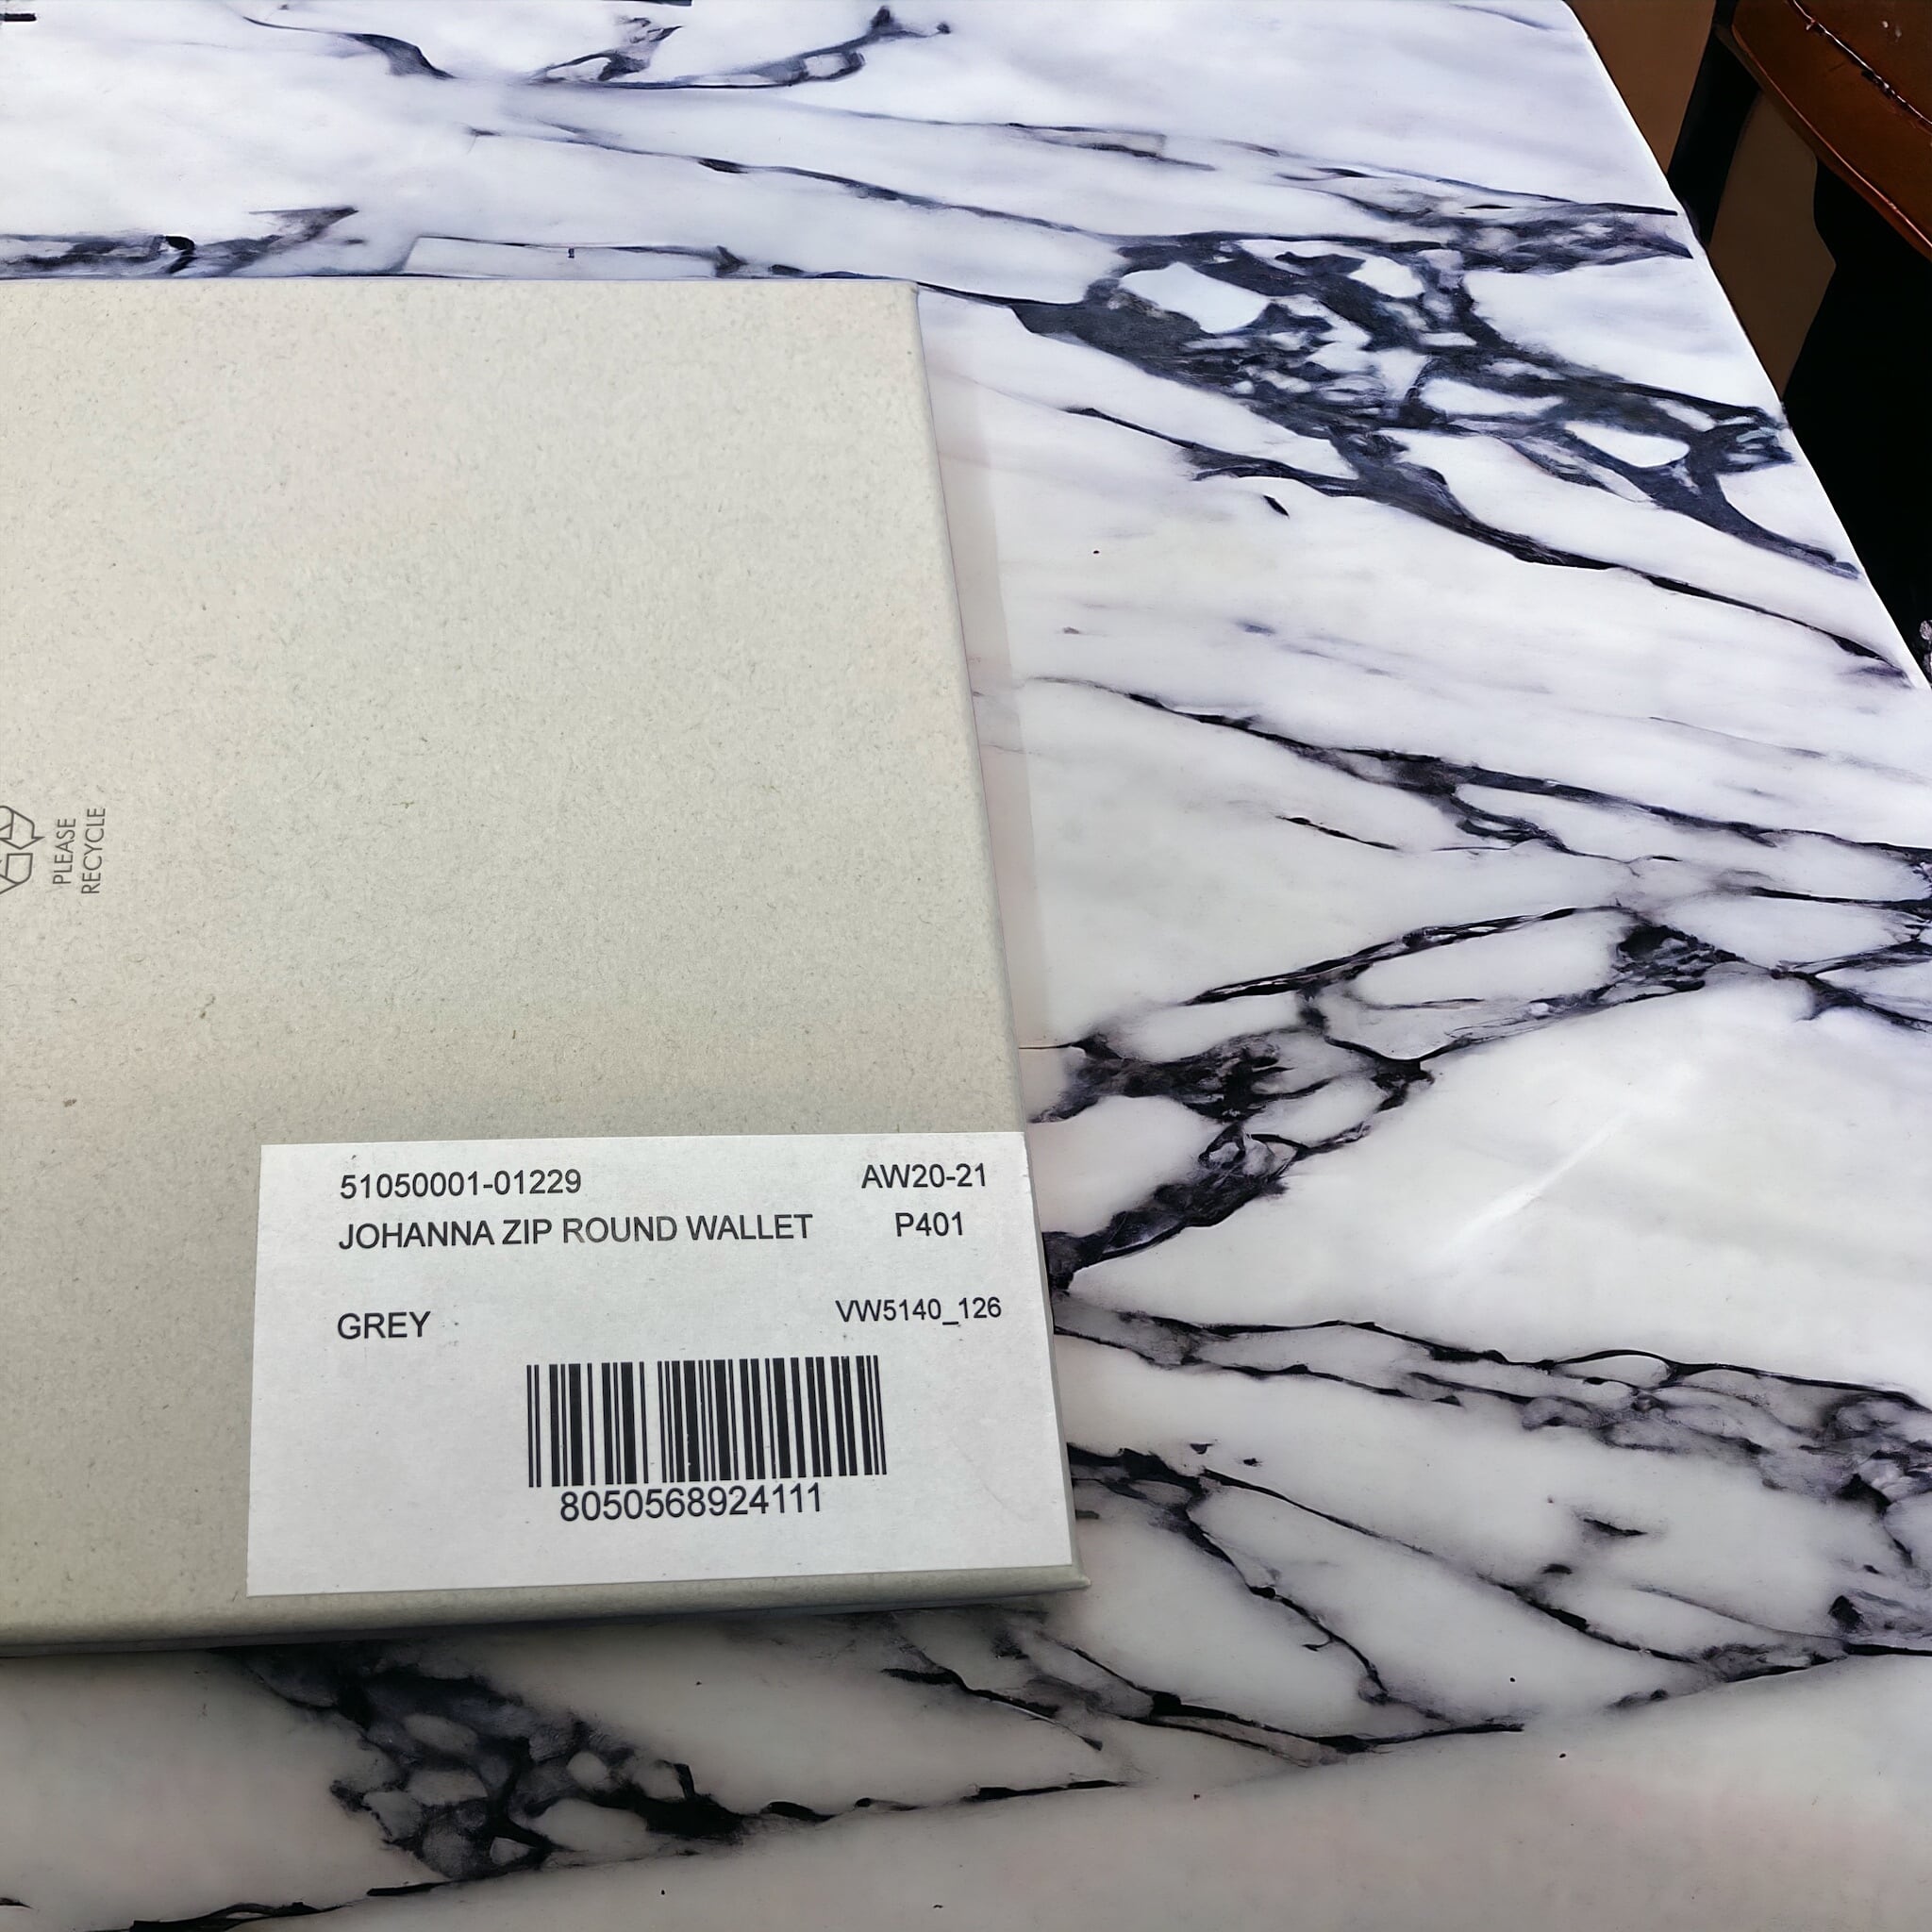 PLEASE
RECYCLE
51050001-01229 AW20-21
JOHANNA ZIP ROUND WALLET P401
GREY VW5140_126
8050568924111